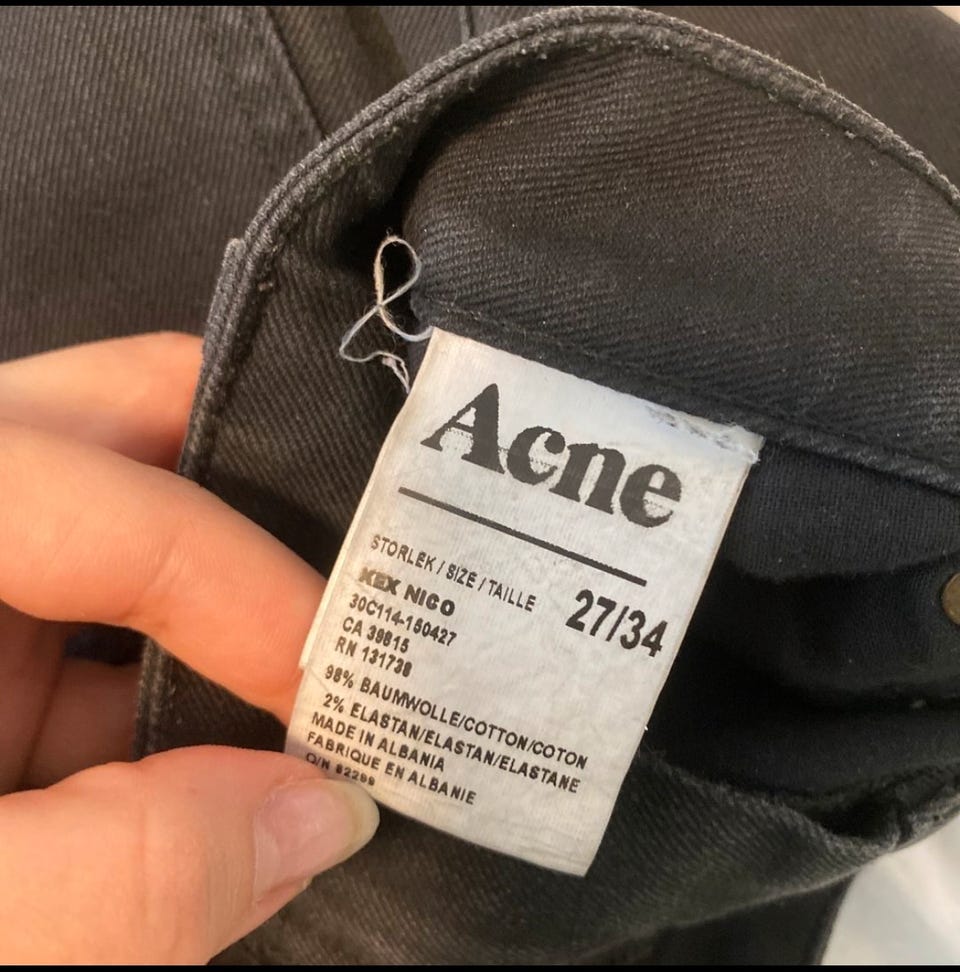 Acne
STORLEK / SIZE / TAILLE 27/34
KEX NICO
30C114-150427
CA 39815
RN 131738
98% BAUMWOLLE/COTTON/COTON
2% ELASTAN/ELASTAN/ELASTANE
MADE IN ALBANIA
FABRIQUE EN ALBANIE
O/N 62299